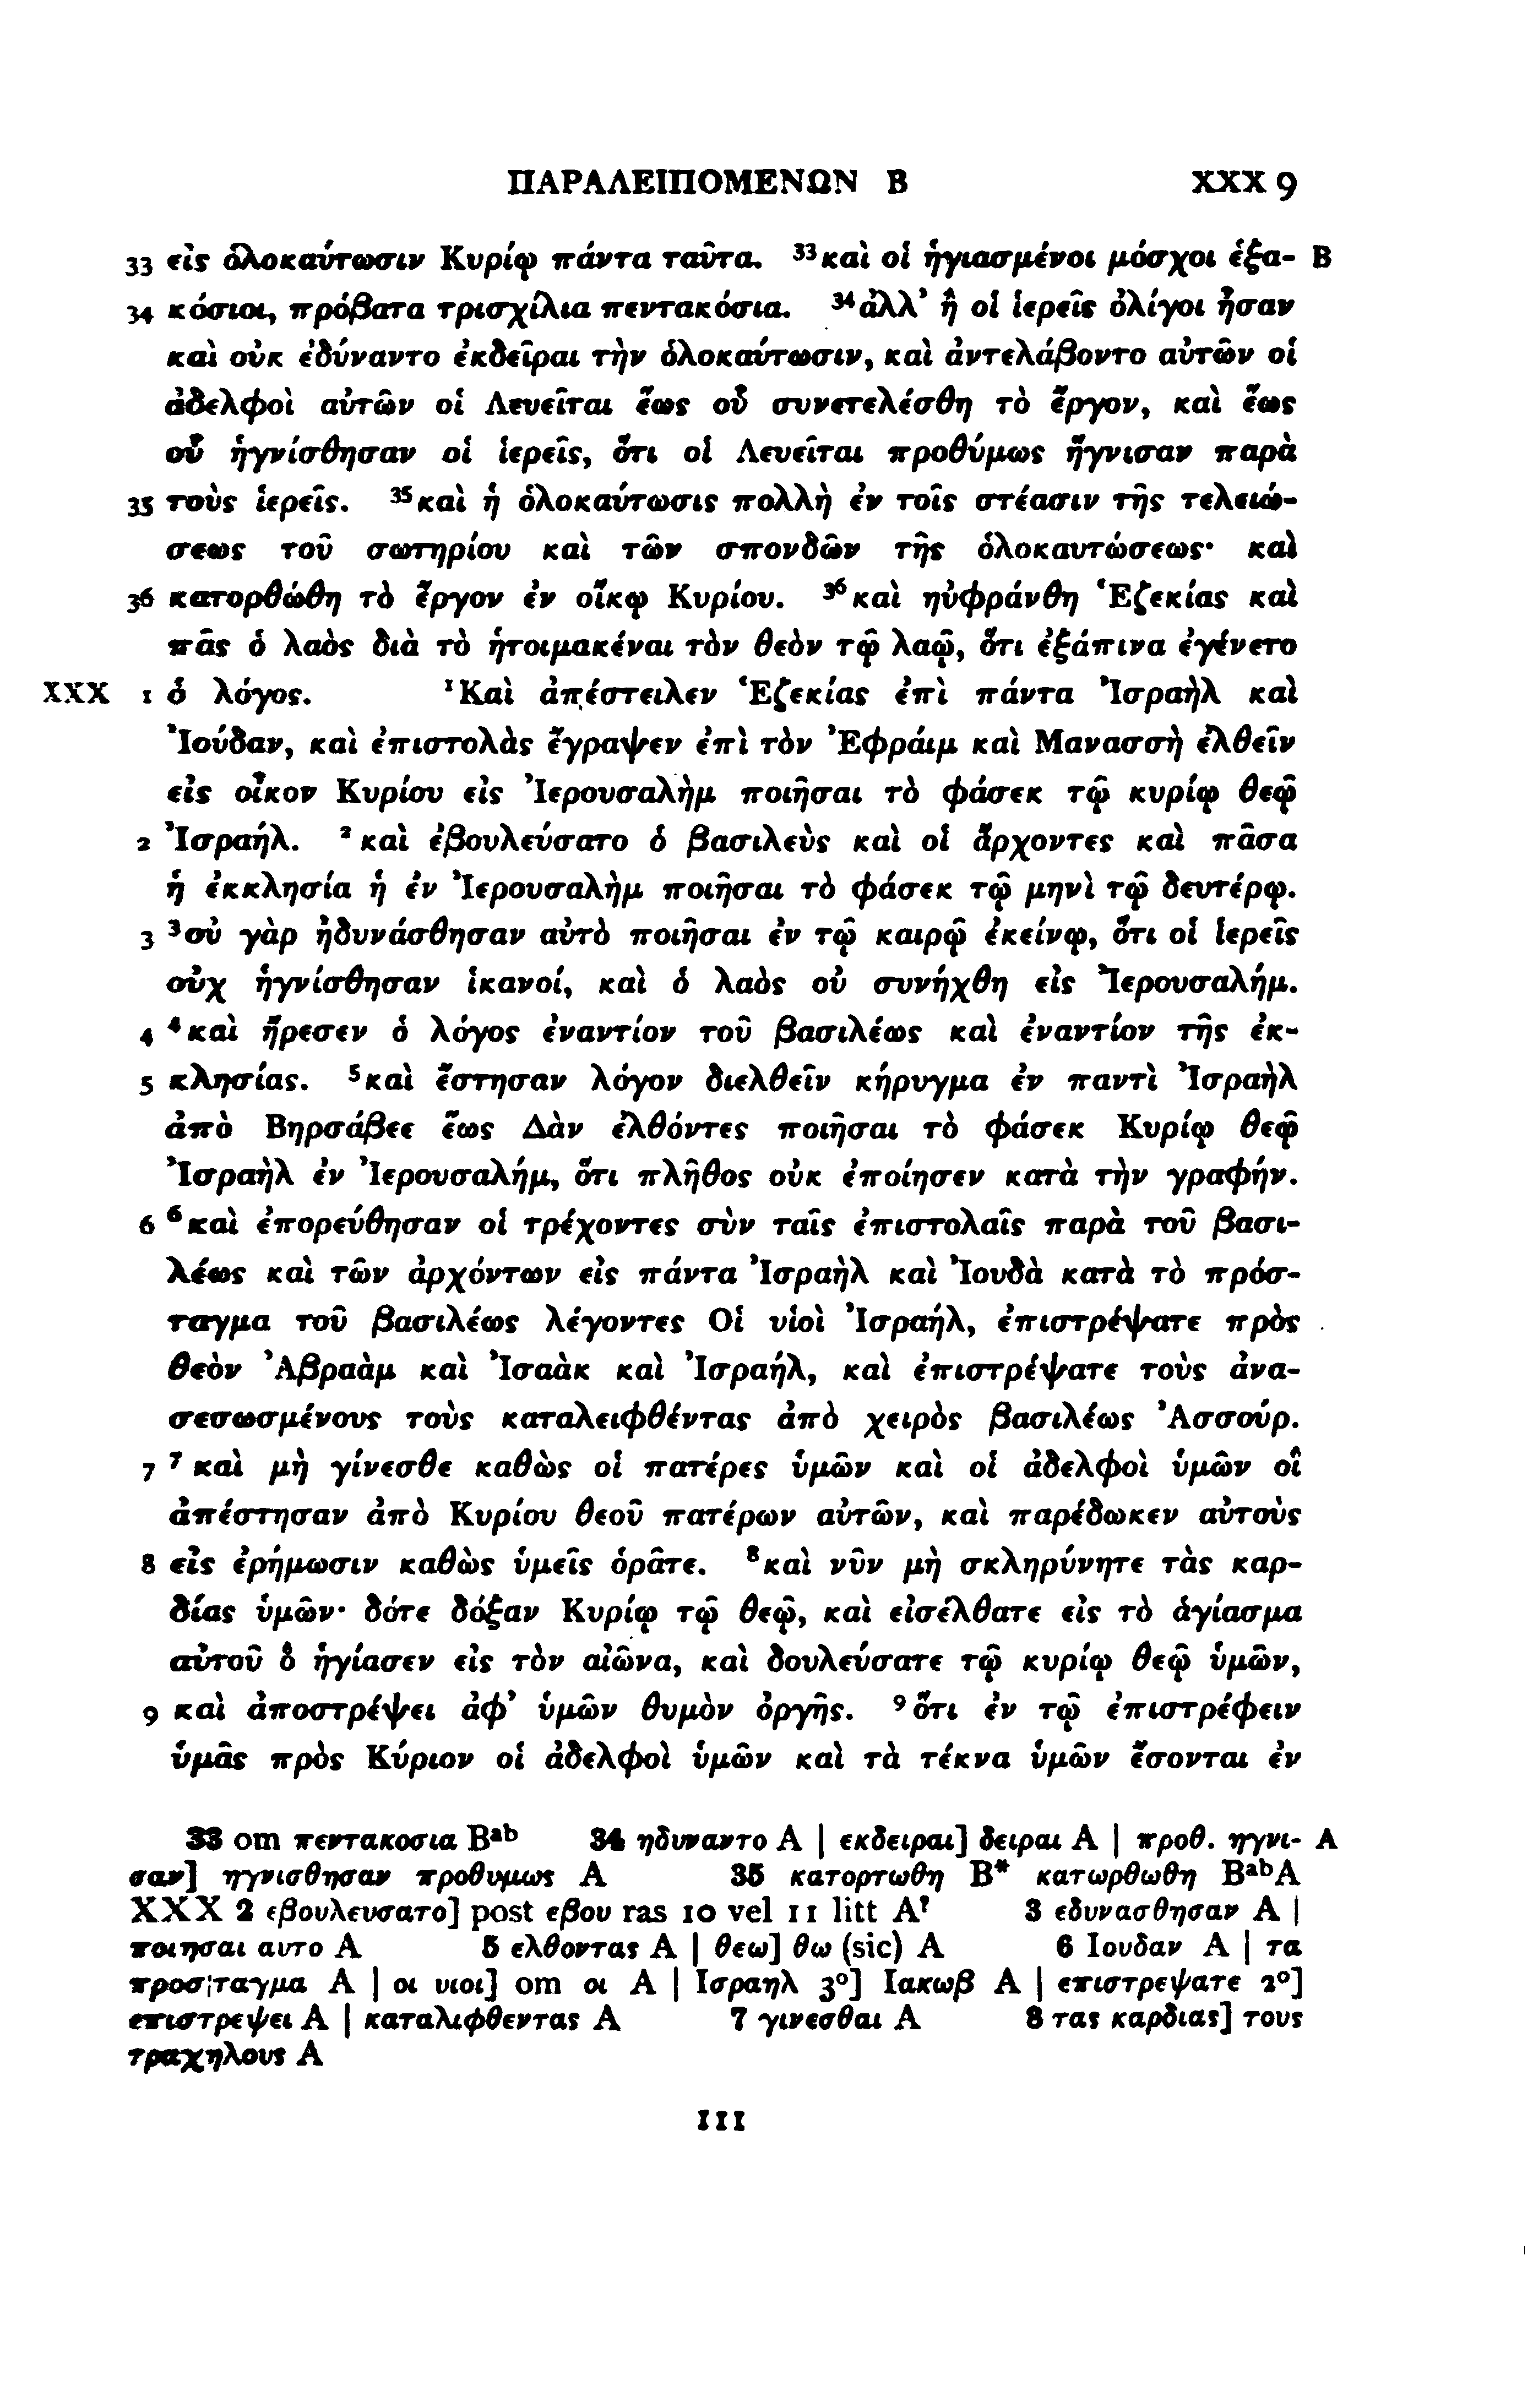 ΠΑΡΑΛΕΙΠΟΜΕΝΩΝ Β XXX 9
33 εἰς ὁλοκαύτωσιν Κυρίῳ πάντα ταῦτα. ³³καὶ οἱ ἡγιασμένοι μόσχοι ἑξα- B
34 κόσιοι, πρόβατα τρισχίλια πεντακόσια. ³⁴ἀλλ’ ἢ οἱ ἱερεῖς ὀλίγοι ἦσαν
καὶ οὐκ ἐδύναντο ἐκδεῖραι τὴν ὁλοκαύτωσιν, καὶ ἀντελάβοντο αὐτῶν οἱ
ἀδελφοὶ αὐτῶν οἱ Λευεῖται ἕως οὗ συνετελέσθη τὸ ἔργον, καὶ ἕως
οὗ ἡγνίσθησαν οἱ ἱερεῖς, ὅτι οἱ Λευεῖται προθύμως ἥγνισαν παρὰ
35 τοὺς ἱερεῖς. ³⁵καὶ ἡ ὁλοκαύτωσις πολλὴ ἐν τοῖς στέασιν τῆς τελειώ-
σεως τοῦ σωτηρίου καὶ τῶν σπονδῶν τῆς ὁλοκαυτώσεως· καὶ
36 κατορθώθη τὸ ἔργον ἐν οἴκῳ Κυρίου. ³⁶καὶ ηὐφράνθη Ἑζεκίας καὶ
πᾶς ὁ λαὸς διὰ τὸ ἡτοιμακέναι τὸν θεὸν τῷ λαῷ, ὅτι ἐξάπινα ἐγένετο
XXX 1 ὁ λόγος. ¹Καὶ ἀπέστειλεν Ἑζεκίας ἐπὶ πάντα Ἰσραὴλ καὶ
Ἰούδαν, καὶ ἐπιστολὰς ἔγραψεν ἐπὶ τὸν Ἐφράιμ καὶ Μανασσὴ ἐλθεῖν
εἰς οἶκον Κυρίου εἰς Ἰερουσαλὴμ ποιῆσαι τὸ φάσεκ τῷ κυρίῳ θεῷ
2 Ἰσραήλ. ²καὶ ἐβουλεύσατο ὁ βασιλεὺς καὶ οἱ ἄρχοντες καὶ πᾶσα
ἡ ἐκκλησία ἡ ἐν Ἰερουσαλὴμ ποιῆσαι τὸ φάσεκ τῷ μηνὶ τῷ δευτέρῳ.
3 ³οὐ γὰρ ἠδυνάσθησαν αὐτὸ ποιῆσαι ἐν τῷ καιρῷ ἐκείνῳ, ὅτι οἱ ἱερεῖς
οὐχ ἡγνίσθησαν ἱκανοί, καὶ ὁ λαὸς οὐ συνήχθη εἰς Ἰερουσαλήμ.
4 ⁴καὶ ἤρεσεν ὁ λόγος ἐναντίον τοῦ βασιλέως καὶ ἐναντίον τῆς ἐκ-
5 κλησίας. ⁵καὶ ἔστησαν λόγον διελθεῖν κήρυγμα ἐν παντὶ Ἰσραὴλ
ἀπὸ Βηρσάβεε ἕως Δὰν ἐλθόντες ποιῆσαι τὸ φάσεκ Κυρίῳ θεῷ
Ἰσραὴλ ἐν Ἰερουσαλήμ, ὅτι πλῆθος οὐκ ἐποίησεν κατὰ τὴν γραφήν.
6 ⁶καὶ ἐπορεύθησαν οἱ τρέχοντες σὺν ταῖς ἐπιστολαῖς παρὰ τοῦ βασι-
λέως καὶ τῶν ἀρχόντων εἰς πάντα Ἰσραὴλ καὶ Ἰουδὰ κατὰ τὸ πρόσ-
ταγμα τοῦ βασιλέως λέγοντες Οἱ υἱοὶ Ἰσραήλ, ἐπιστρέψατε πρὸς
θεὸν Ἀβραὰμ καὶ Ἰσαὰκ καὶ Ἰσραήλ, καὶ ἐπιστρέψατε τοὺς ἀνα-
σεσωσμένους τοὺς καταλειφθέντας ἀπὸ χειρὸς βασιλέως Ἀσσούρ.
7 ⁷καὶ μὴ γίνεσθε καθὼς οἱ πατέρες ὑμῶν καὶ οἱ ἀδελφοὶ ὑμῶν οἳ
ἀπέστησαν ἀπὸ Κυρίου θεοῦ πατέρων αὐτῶν, καὶ παρέδωκεν αὐτοὺς
8 εἰς ἐρήμωσιν καθὼς ὑμεῖς ὁρᾶτε. ⁸καὶ νῦν μὴ σκληρύνητε τὰς καρ-
δίας ὑμῶν· δότε δόξαν Κυρίῳ τῷ θεῷ, καὶ εἰσέλθατε εἰς τὸ ἁγίασμα
αὐτοῦ ὃ ἡγίασεν εἰς τὸν αἰῶνα, καὶ δουλεύσατε τῷ κυρίῳ θεῷ ὑμῶν,
9 καὶ ἀποστρέψει ἀφ’ ὑμῶν θυμὸν ὀργῆς. ⁹ὅτι ἐν τῷ ἐπιστρέφειν
ὑμᾶς πρὸς Κύριον οἱ ἀδελφοὶ ὑμῶν καὶ τὰ τέκνα ὑμῶν ἔσονται ἐν
33 om πεντακοσια Bᵃᵇ 34 ηδυναντο A | εκδειραι] δειραι A | προθ. ηγνι- A
σαν] ηγνισθησαν προθυμως A 35 κατορτωθη B* κατωρθωθη BᵃᵇA
XXX 2 εβουλευσατο] post εβου ras 10 vel 11 litt A? 3 εδυνασθησαν A |
ποιησαι αυτο A 5 ελθοντας A | θεω] θω (sic) A 6 Ιουδαν A | τα
προσ|ταγμα A | οι υιοι] om οι A | Ισραηλ 3°] Ιακωβ A | επιστρεψατε 2°]
επιστρεψει A | καταλιφθεντας A 7 γινεσθαι A 8 τας καρδιας] τους
τραχηλους A
111